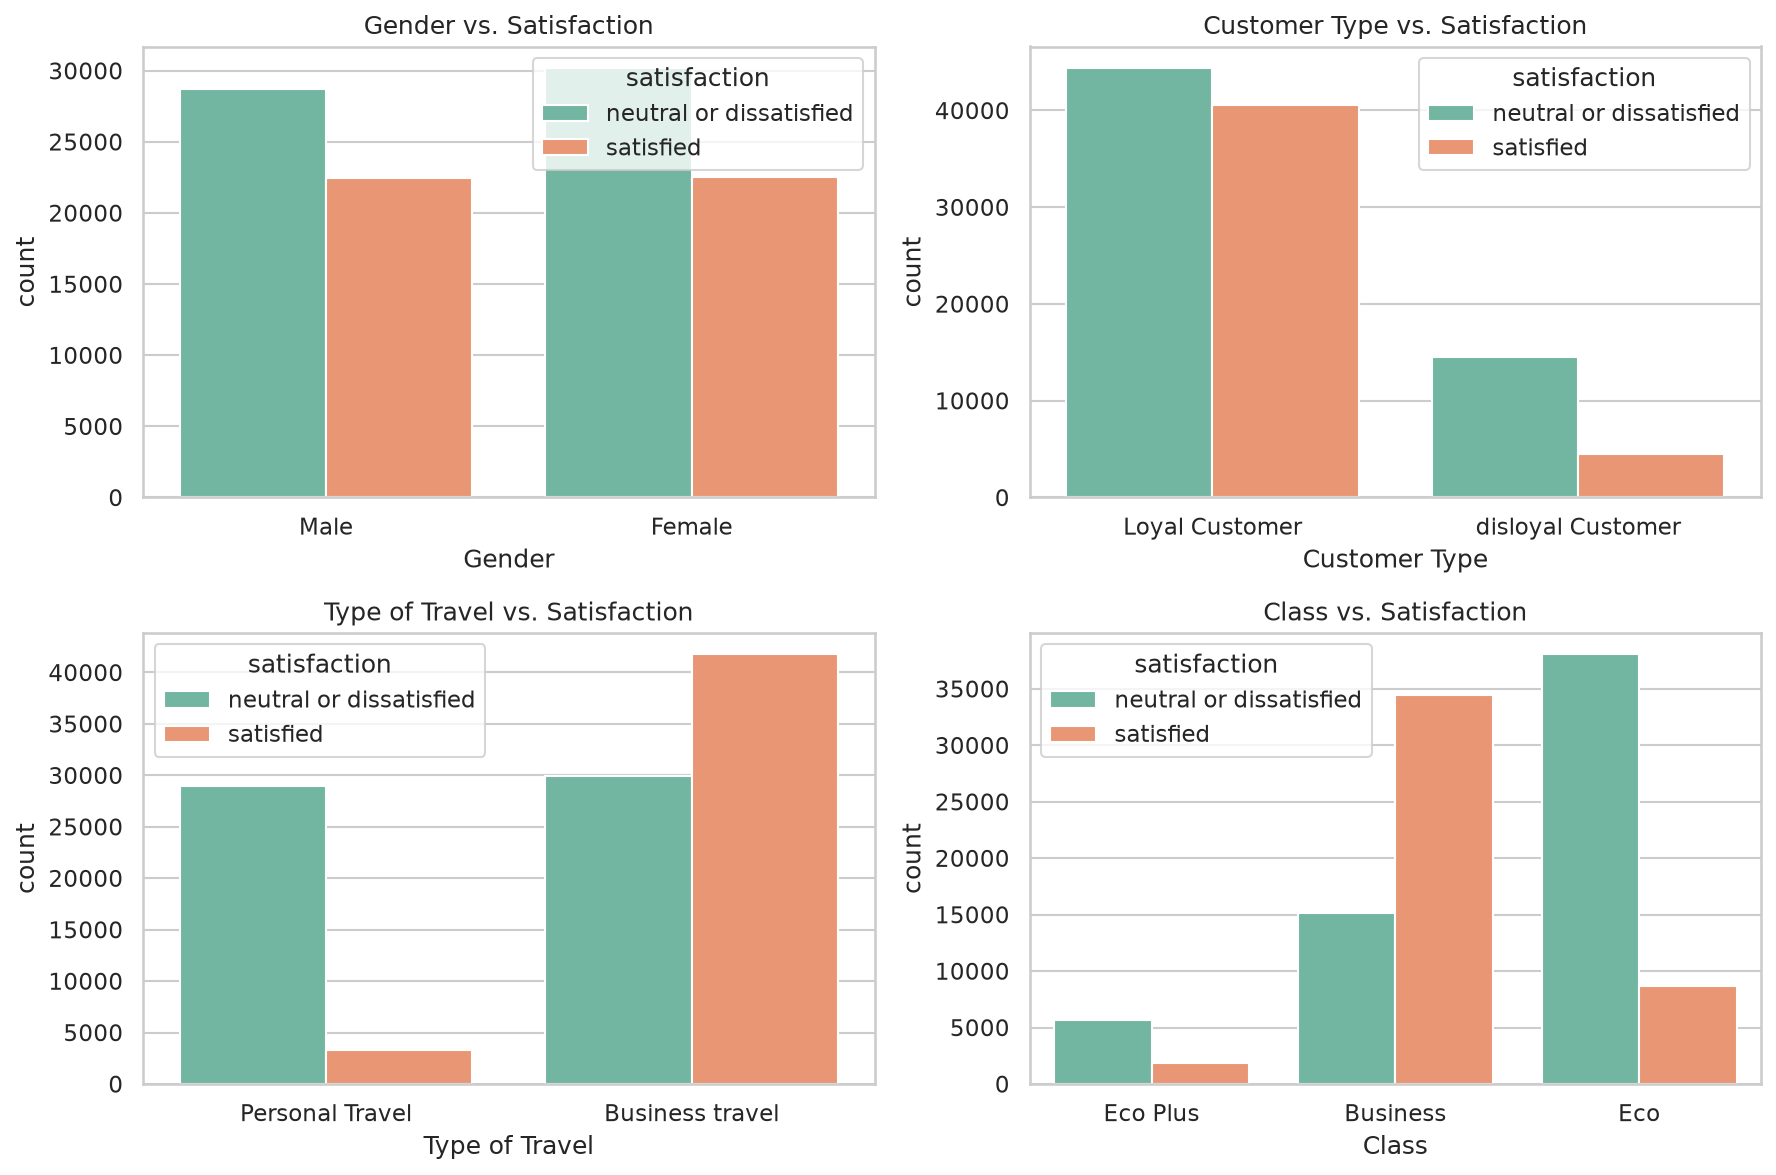 Gender vs. Satisfaction
30000
25000
20000
15000
10000
5000
0
count
satisfaction
neutral or dissatisfied
satisfied
Male
Female
Gender
Customer Type vs. Satisfaction
40000
30000
20000
10000
0
count
satisfaction
neutral or dissatisfied
satisfied
Loyal Customer
disloyal Customer
Customer Type
Type of Travel vs. Satisfaction
40000
35000
30000
25000
20000
15000
10000
5000
0
count
satisfaction
neutral or dissatisfied
satisfied
Personal Travel
Business travel
Type of Travel
Class vs. Satisfaction
35000
30000
25000
20000
15000
10000
5000
0
count
satisfaction
neutral or dissatisfied
satisfied
Eco Plus
Business
Eco
Class